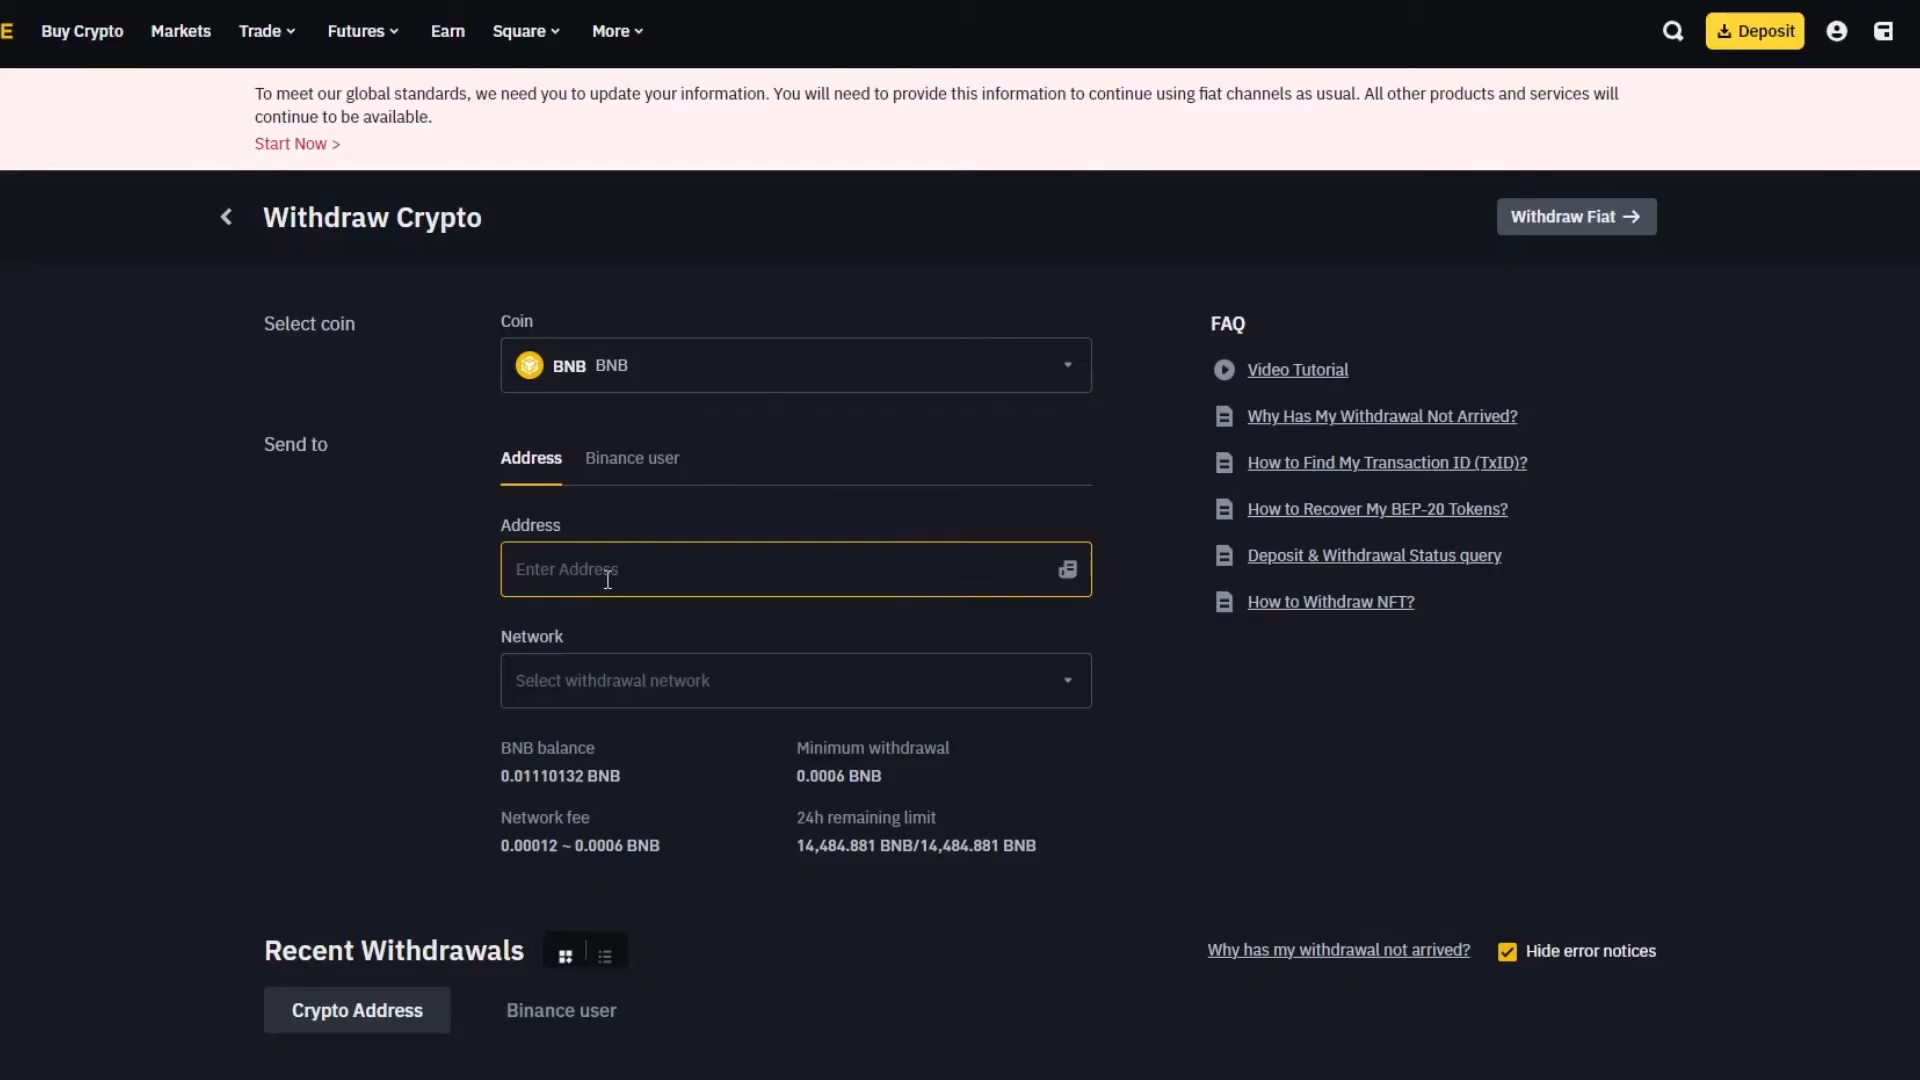 E Buy Crypto Markets Trade Futures Earn Square More Deposit
To meet our global standards, we need you to update your information. You will need to provide this information to continue using fiat channels as usual. All other products and services will
continue to be available.
Start Now >
Withdraw Crypto
Withdraw Fiat →
Select coin
Coin
BNB BNB
Send to
Address Binance user
Address
Enter Address
Network
Select withdrawal network
BNB balance
0.01110132 BNB
Minimum withdrawal
0.0006 BNB
Network fee
0.00012 ~ 0.0006 BNB
24h remaining limit
14,484.881 BNB/14,484.881 BNB
FAQ
Video Tutorial
Why Has My Withdrawal Not Arrived?
How to Find My Transaction ID (TxID)?
How to Recover My BEP-20 Tokens?
Deposit & Withdrawal Status query
How to Withdraw NFT?
Recent Withdrawals
Why has my withdrawal not arrived? Hide error notices
Crypto Address Binance user